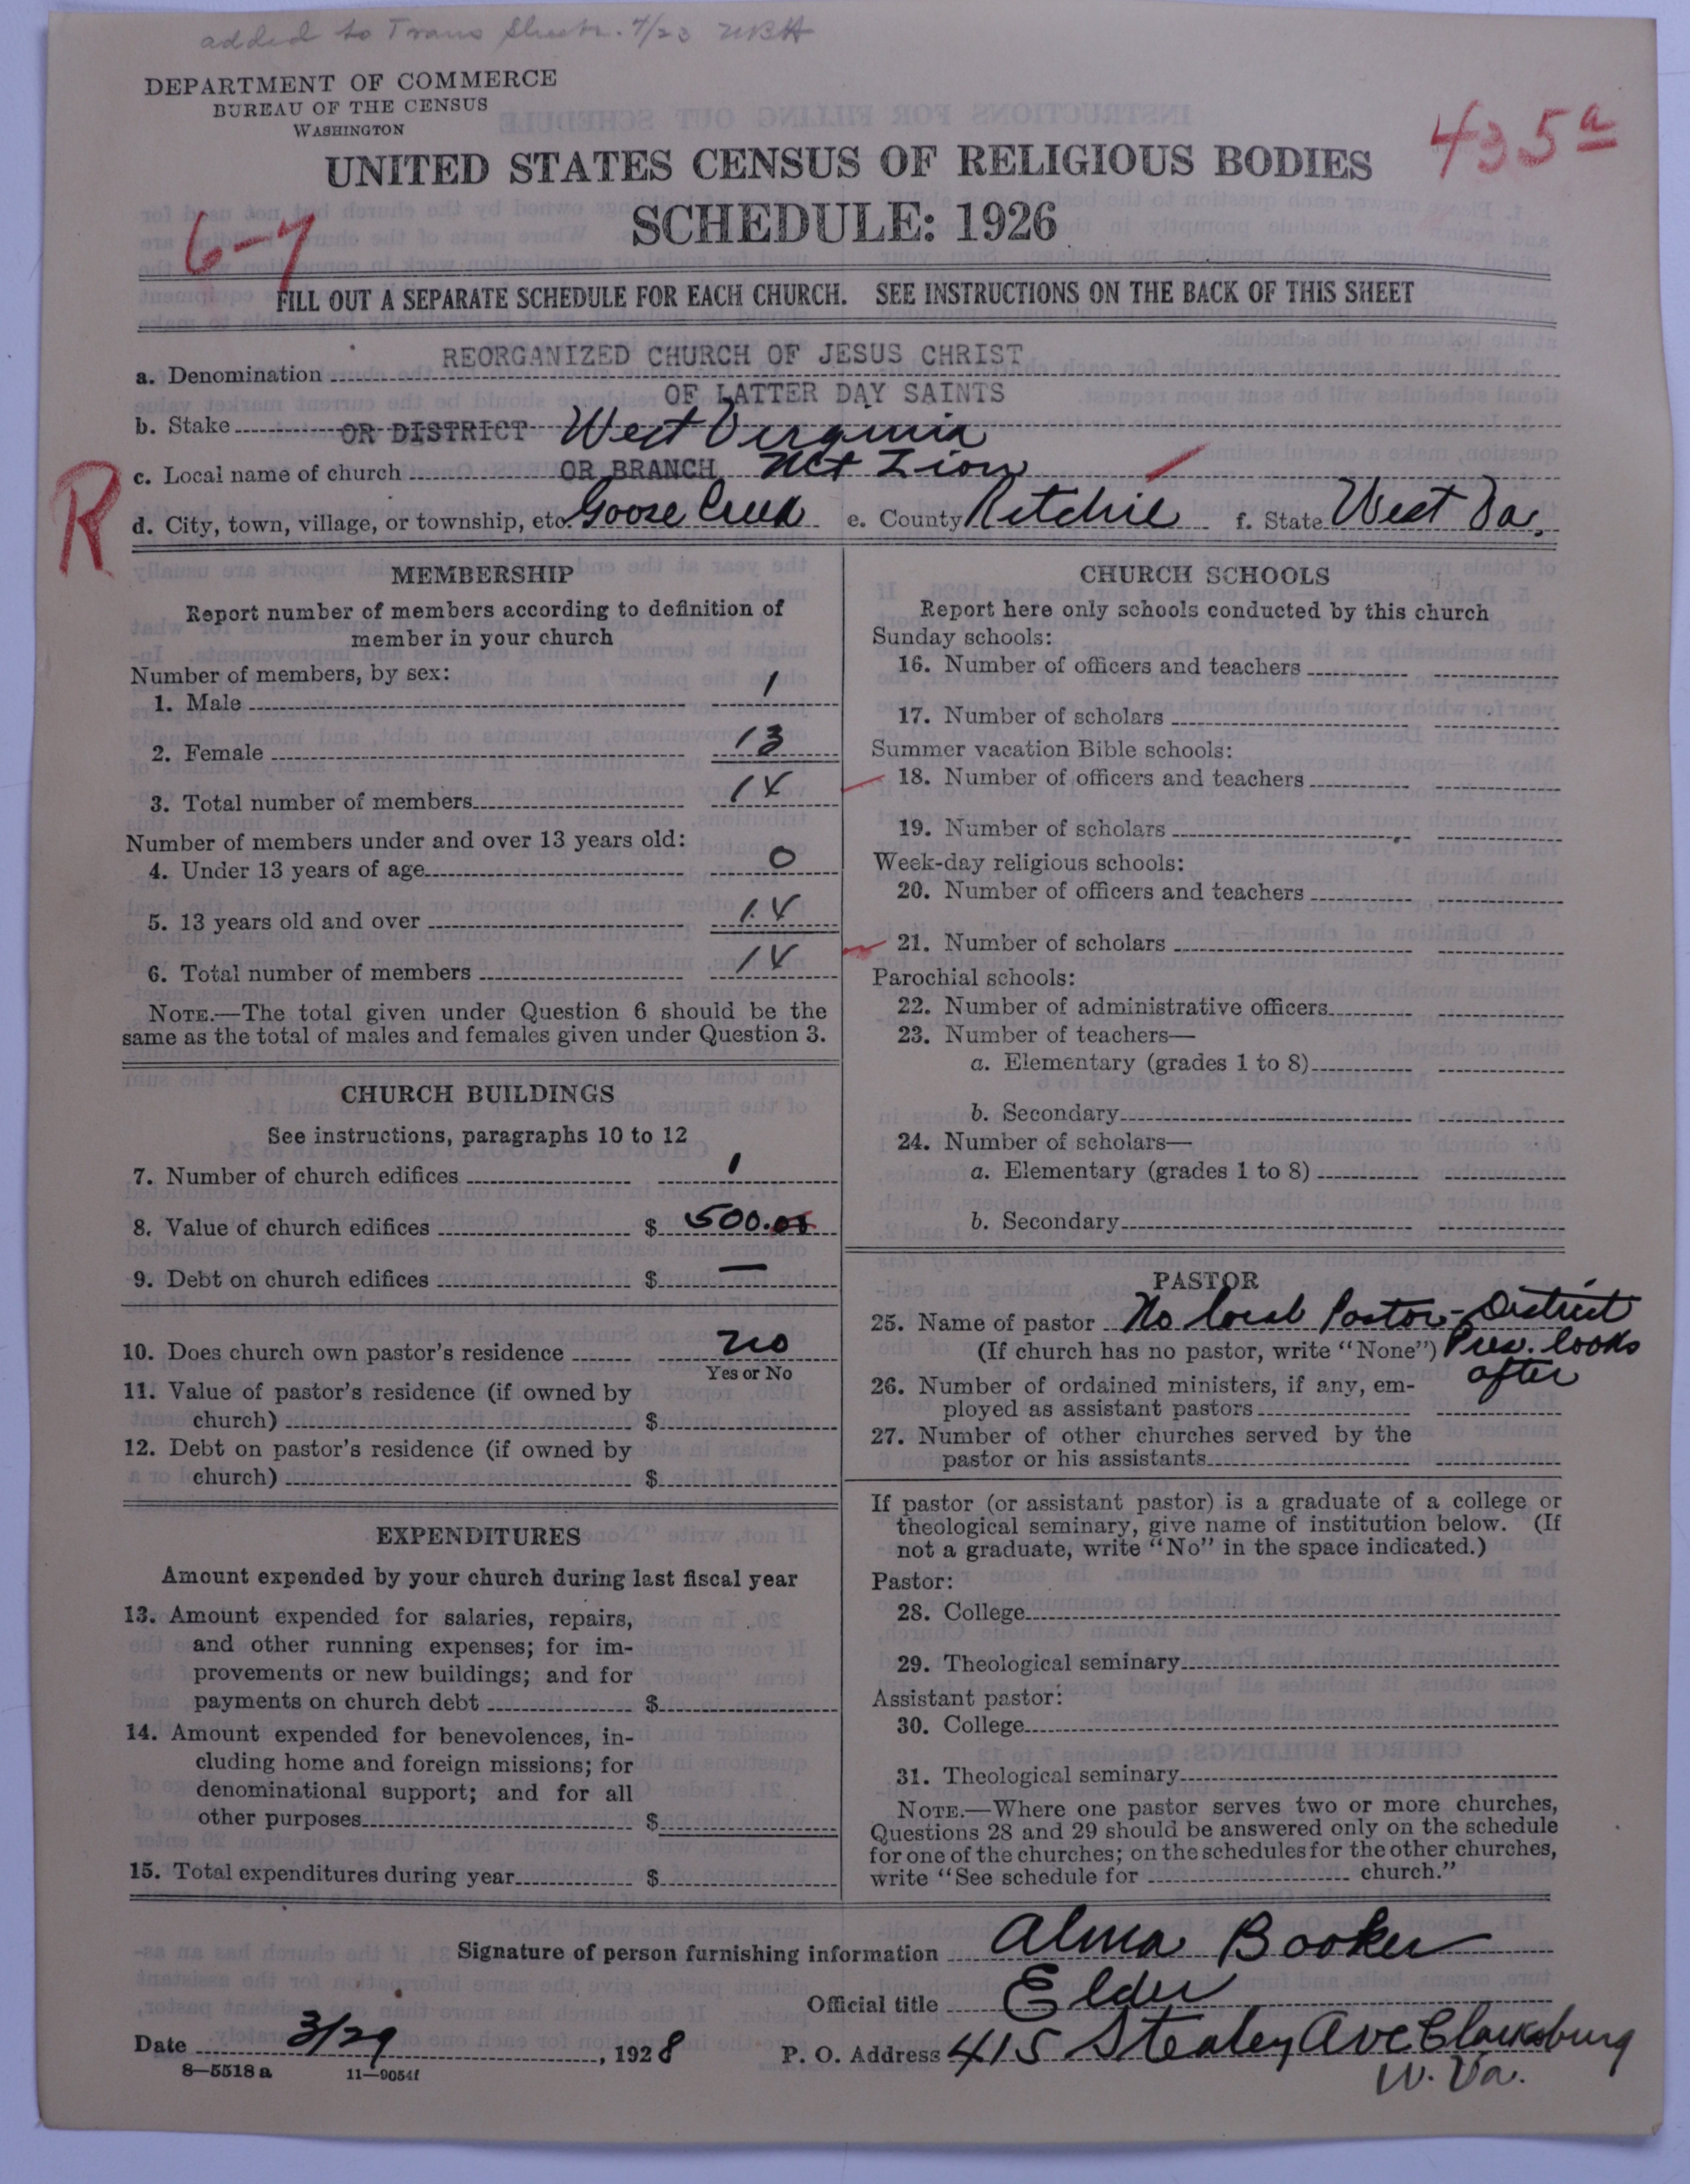 added to Trans Sheets. 4/23 MBH
DEPARTMENT OF COMMERCE
BUREAU OF THE CENSUS
WASHINGTON
435a
UNITED STATES CENSUS OF RELIGIOUS BODIES
SCHEDULE: 1926
6-7
FILL OUT A SEPARATE SCHEDULE FOR EACH CHURCH. SEE INSTRUCTIONS ON THE BACK OF THIS SHEET
REORGANIZED CHURCH OF JESUS CHRIST
a. Denomination
OF LATTER DAY SAINTS
b. Stake OR DISTRICT West Virginia
R
c. Local name of church OR BRANCH Mt Zion
d. City, town, village, or township, etc. Goose Creek e. County Ritchie f. State West Va.
MEMBERSHIP
Report number of members according to definition of
member in your church
Number of members, by sex:
1. Male 1
2. Female 13
3. Total number of members 14
Number of members under and over 13 years old:
4. Under 13 years of age 0
5. 13 years old and over 14
6. Total number of members 14
NOTE.—The total given under Question 6 should be the
same as the total of males and females given under Question 3.
CHURCH BUILDINGS
See instructions, paragraphs 10 to 12
7. Number of church edifices 1
8. Value of church edifices $ 500.00
9. Debt on church edifices $ —
10. Does church own pastor's residence No
Yes or No
11. Value of pastor's residence (if owned by
church) $
12. Debt on pastor's residence (if owned by
church) $
EXPENDITURES
Amount expended by your church during last fiscal year
13. Amount expended for salaries, repairs,
and other running expenses; for im-
provements or new buildings; and for
payments on church debt $
14. Amount expended for benevolences, in-
cluding home and foreign missions; for
denominational support; and for all
other purposes $
15. Total expenditures during year $
CHURCH SCHOOLS
Report here only schools conducted by this church
Sunday schools:
16. Number of officers and teachers
17. Number of scholars
Summer vacation Bible schools:
18. Number of officers and teachers
19. Number of scholars
Week-day religious schools:
20. Number of officers and teachers
21. Number of scholars
Parochial schools:
22. Number of administrative officers
23. Number of teachers—
a. Elementary (grades 1 to 8)
b. Secondary
24. Number of scholars—
a. Elementary (grades 1 to 8)
b. Secondary
PASTOR
25. Name of pastor No local Pastor - District
(If church has no pastor, write "None") Pres. looks
after
26. Number of ordained ministers, if any, em-
ployed as assistant pastors
27. Number of other churches served by the
pastor or his assistants
If pastor (or assistant pastor) is a graduate of a college or
theological seminary, give name of institution below. (If
not a graduate, write "No" in the space indicated.)
Pastor:
28. College
29. Theological seminary
Assistant pastor:
30. College
31. Theological seminary
NOTE.—Where one pastor serves two or more churches,
Questions 28 and 29 should be answered only on the schedule
for one of the churches; on the schedules for the other churches,
write "See schedule for church."
Signature of person furnishing information Alma Booker
Official title Elder
Date 3/29, 1928 P. O. Address 415 Stealey Ave Clarksburg
W. Va.
8—5518 a 11—9054f